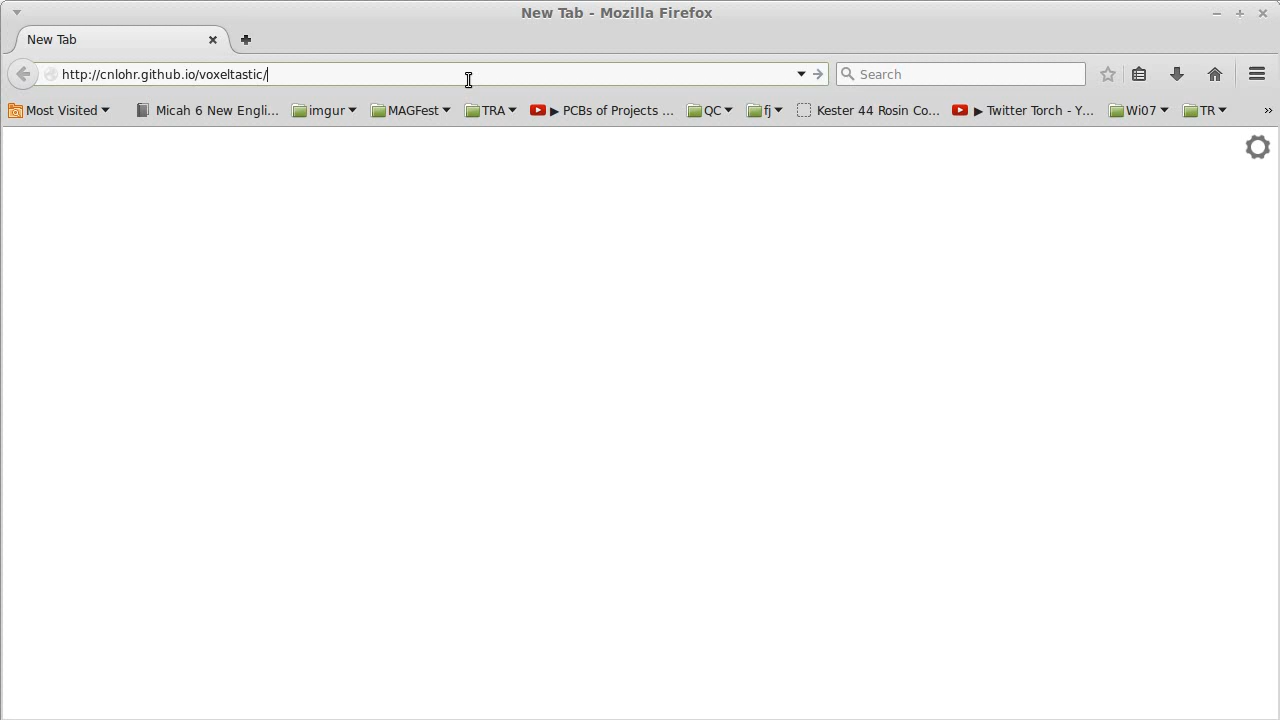 New Tab - Mozilla Firefox
New Tab
http://cnlohr.github.io/voxeltastic/
Search
Most Visited
Micah 6 New Engli...
imgur
MAGFest
TRA
▶ PCBs of Projects ...
QC
fj
Kester 44 Rosin Co...
▶ Twitter Torch - Y...
Wi07
TR